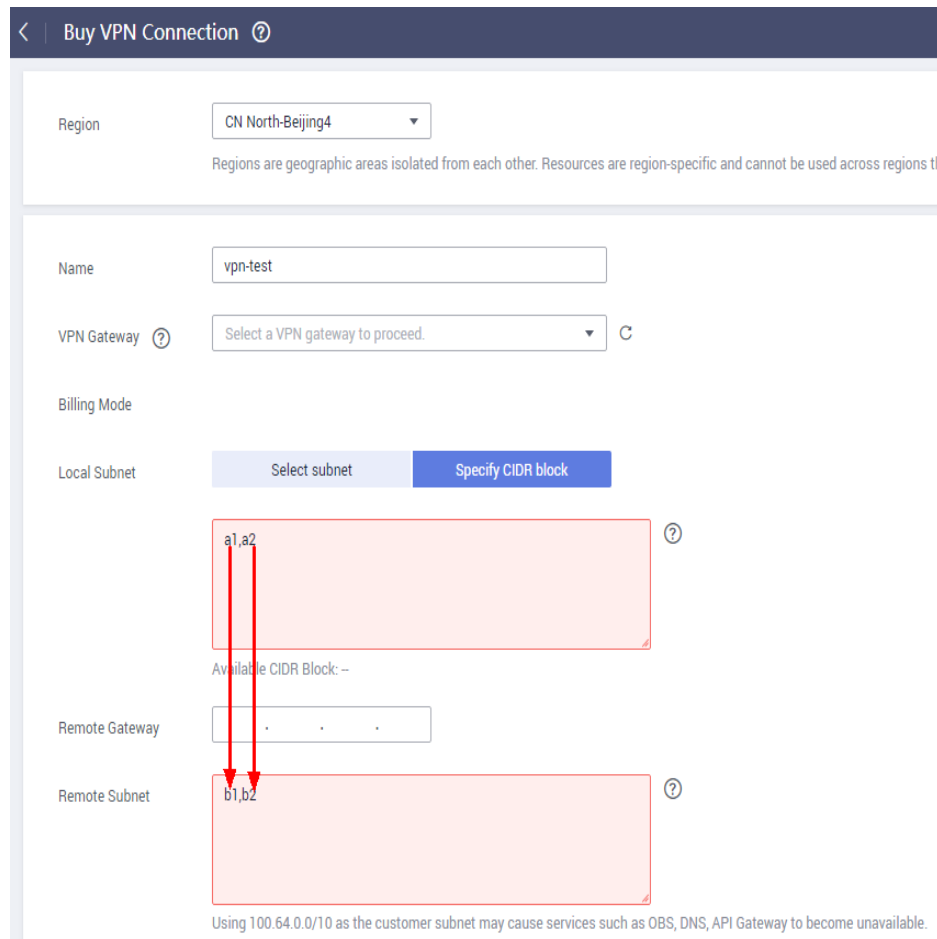 Buy VPN Connection ?
Region CN North-Beijing4
Regions are geographic areas isolated from each other. Resources are region-specific and cannot be used across regions
Name vpn-test
VPN Gateway ? Select a VPN gateway to proceed.
Billing Mode
Local Subnet Select subnet Specify CIDR block
a1,a2 ?
Available CIDR Block: --
Remote Gateway . . .
Remote Subnet b1,b2 ?
Using 100.64.0.0/10 as the customer subnet may cause services such as OBS, DNS, API Gateway to become unavailable.